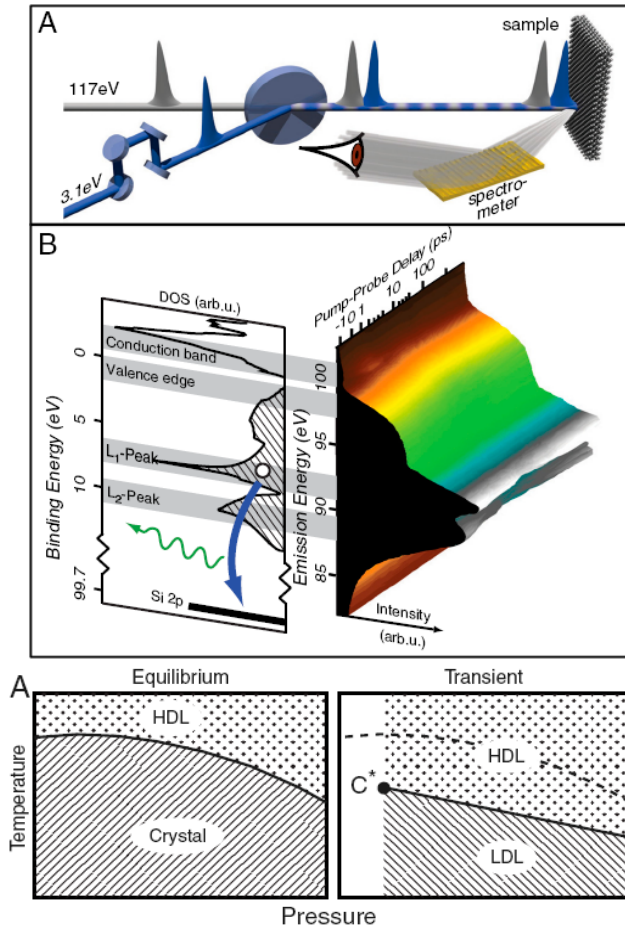 A
sample
117eV
3.1eV
spectro-
meter
B
DOS (arb.u.)
Pump-Probe Delay (ps)
-10 0 1 10 100
Conduction band
Valence edge
L₁-Peak
L₂-Peak
Si 2p
Binding Energy (eV)
0
5
10
99.7
Emission Energy (eV)
100
95
90
85
Intensity
(arb.u.)
A
Equilibrium
Transient
HDL
HDL
C*
Crystal
LDL
Temperature
Pressure